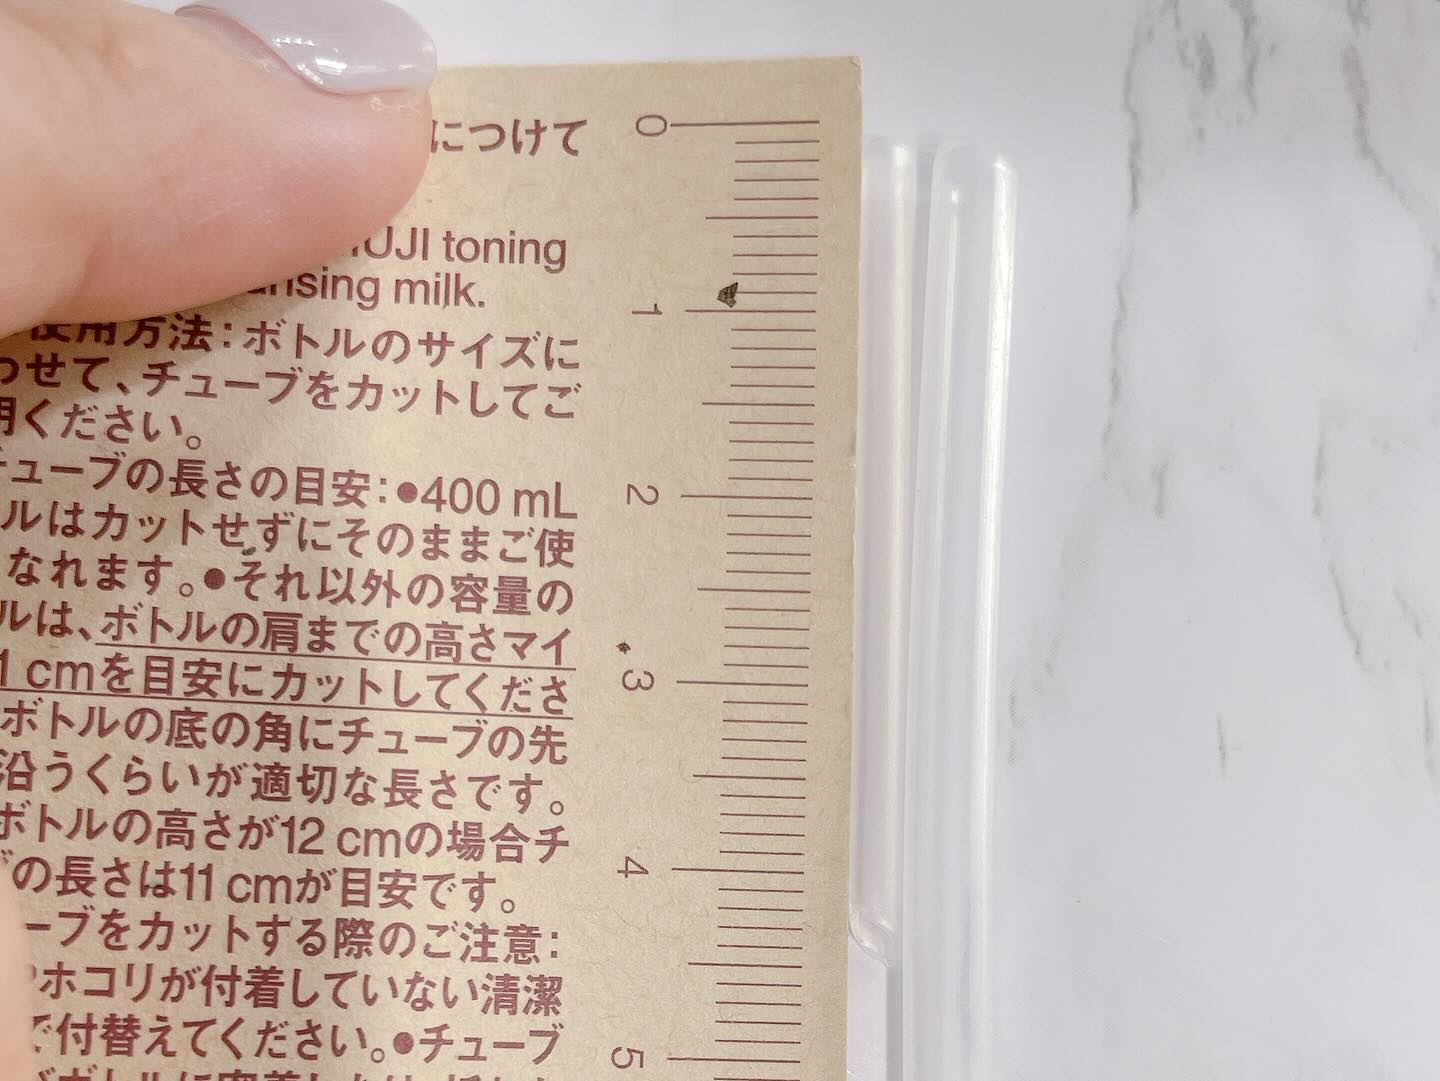 につけて
UJI toning
nsing milk.
使用方法：ボトルのサイズに
わせて、チューブをカットしてご
用ください。
チューブの長さの目安：●400 mL
ルはカットせずにそのままご使
なれます。●それ以外の容量の
ルは、ボトルの肩までの高さマイ
1 cmを目安にカットしてくださ
ボトルの底の角にチューブの先
沿うくらいが適切な長さです。
ボトルの高さが12 cmの場合チ
の長さは11 cmが目安です。
ーブをカットする際のご注意：
ホコリが付着していない清潔
で付替えてください。●チューブ
0
1
2
3
4
5